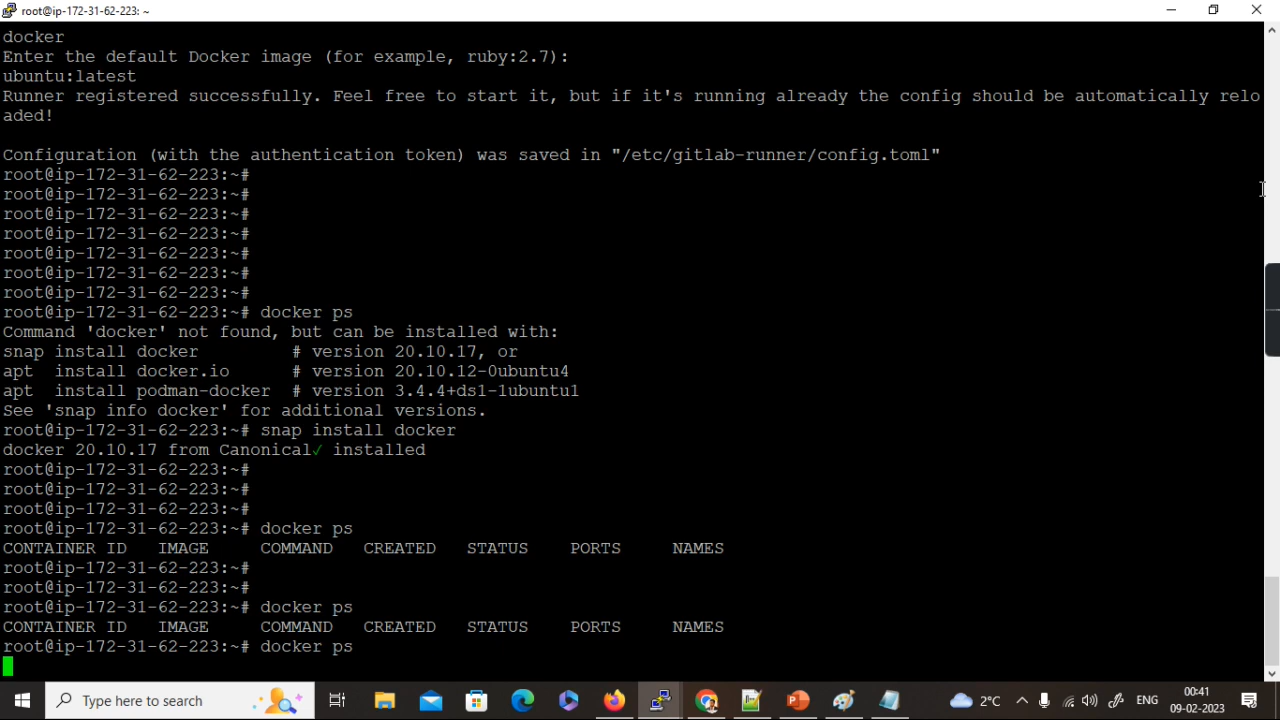 root@ip-172-31-62-223: ~
docker
Enter the default Docker image (for example, ruby:2.7):
ubuntu:latest
Runner registered successfully. Feel free to start it, but if it's running already the config should be automatically relo
aded!
Configuration (with the authentication token) was saved in "/etc/gitlab-runner/config.toml"
root@ip-172-31-62-223:~#
root@ip-172-31-62-223:~#
root@ip-172-31-62-223:~#
root@ip-172-31-62-223:~#
root@ip-172-31-62-223:~#
root@ip-172-31-62-223:~#
root@ip-172-31-62-223:~#
root@ip-172-31-62-223:~# docker ps
Command 'docker' not found, but can be installed with:
snap install docker         # version 20.10.17, or
apt  install docker.io      # version 20.10.12-0ubuntu4
apt  install podman-docker  # version 3.4.4+ds1-1ubuntu1
See 'snap info docker' for additional versions.
root@ip-172-31-62-223:~# snap install docker
docker 20.10.17 from Canonical✓ installed
root@ip-172-31-62-223:~#
root@ip-172-31-62-223:~#
root@ip-172-31-62-223:~#
root@ip-172-31-62-223:~# docker ps
CONTAINER ID   IMAGE     COMMAND   CREATED   STATUS    PORTS     NAMES
root@ip-172-31-62-223:~#
root@ip-172-31-62-223:~#
root@ip-172-31-62-223:~# docker ps
CONTAINER ID   IMAGE     COMMAND   CREATED   STATUS    PORTS     NAMES
root@ip-172-31-62-223:~# docker ps
Type here to search
2°C
ENG
00:41
09-02-2023